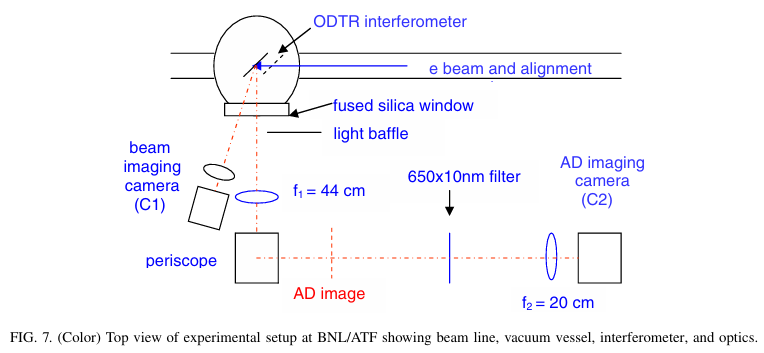 ODTR interferometer
e beam and alignment
fused silica window
light baffle
beam
imaging
camera
(C1)
f1 = 44 cm
650x10nm filter
AD imaging
camera
(C2)
periscope
AD image
f2 = 20 cm
FIG. 7. (Color) Top view of experimental setup at BNL/ATF showing beam line, vacuum vessel, interferometer, and optics.